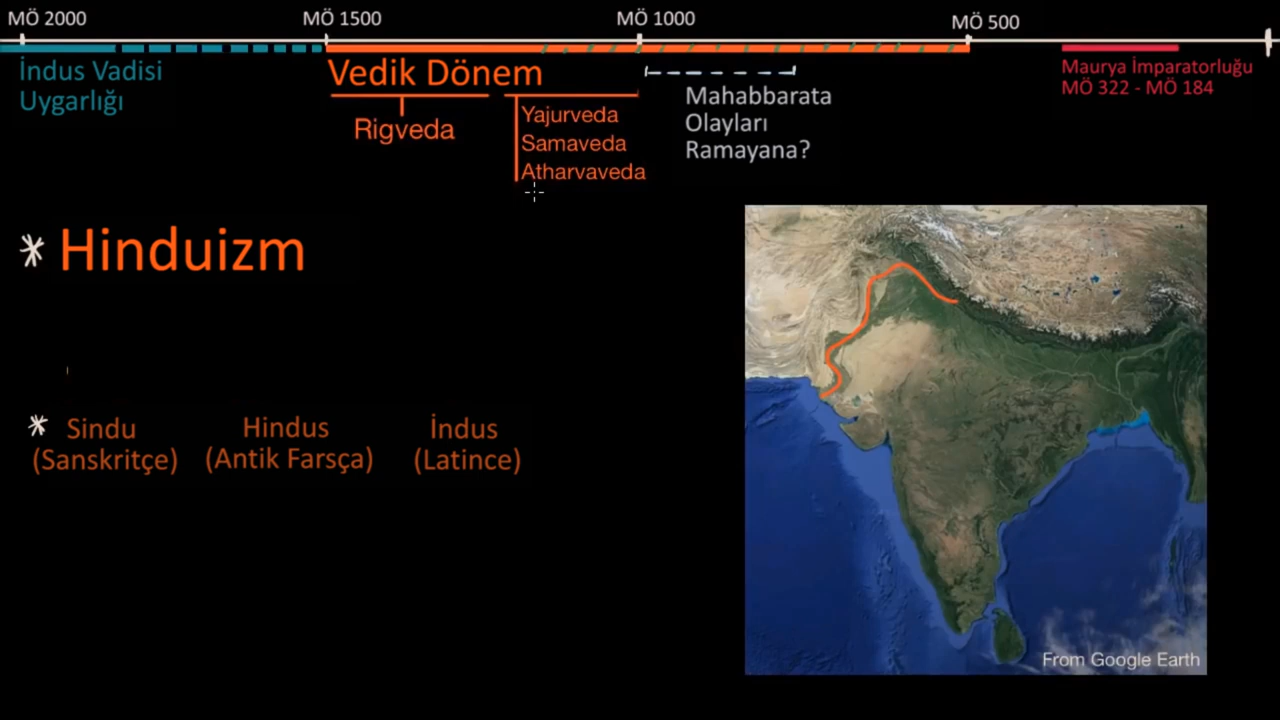 MÖ 2000
MÖ 1500
MÖ 1000
MÖ 500
İndus Vadisi
Uygarlığı
Vedik Dönem
Rigveda
Yajurveda
Samaveda
Atharvaveda
Mahabbarata
Olayları
Ramayana?
Maurya İmparatorluğu
MÖ 322 - MÖ 184
* Hinduizm
* Sindu
(Sanskritçe)
Hindus
(Antik Farsça)
İndus
(Latince)
From Google Earth